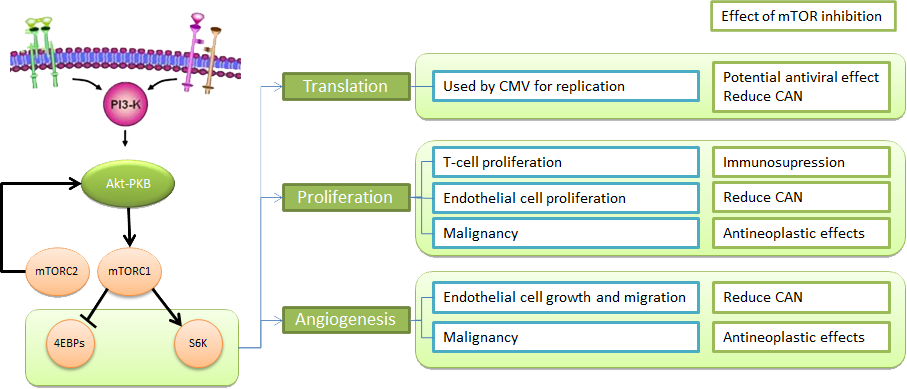 Effect of mTOR inhibition
PI3-K
Akt-PKB
mTORC2
mTORC1
4EBPs
S6K
Translation
Used by CMV for replication
Potential antiviral effect
Reduce CAN
Proliferation
T-cell proliferation
Immunosupression
Endothelial cell proliferation
Reduce CAN
Malignancy
Antineoplastic effects
Angiogenesis
Endothelial cell growth and migration
Reduce CAN
Malignancy
Antineoplastic effects